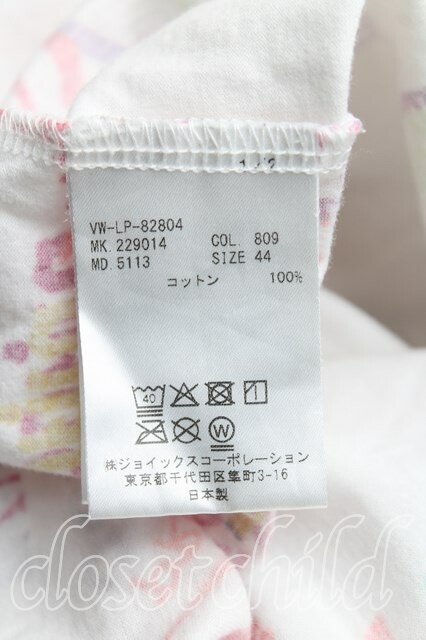 VW-LP-82804
MK. 229014 COL. 809
MD. 5113 SIZE 44
コットン 100%
40
W
株ジョイックスコーポレーション
東京都千代田区隼町3-16
日本製
closetchild